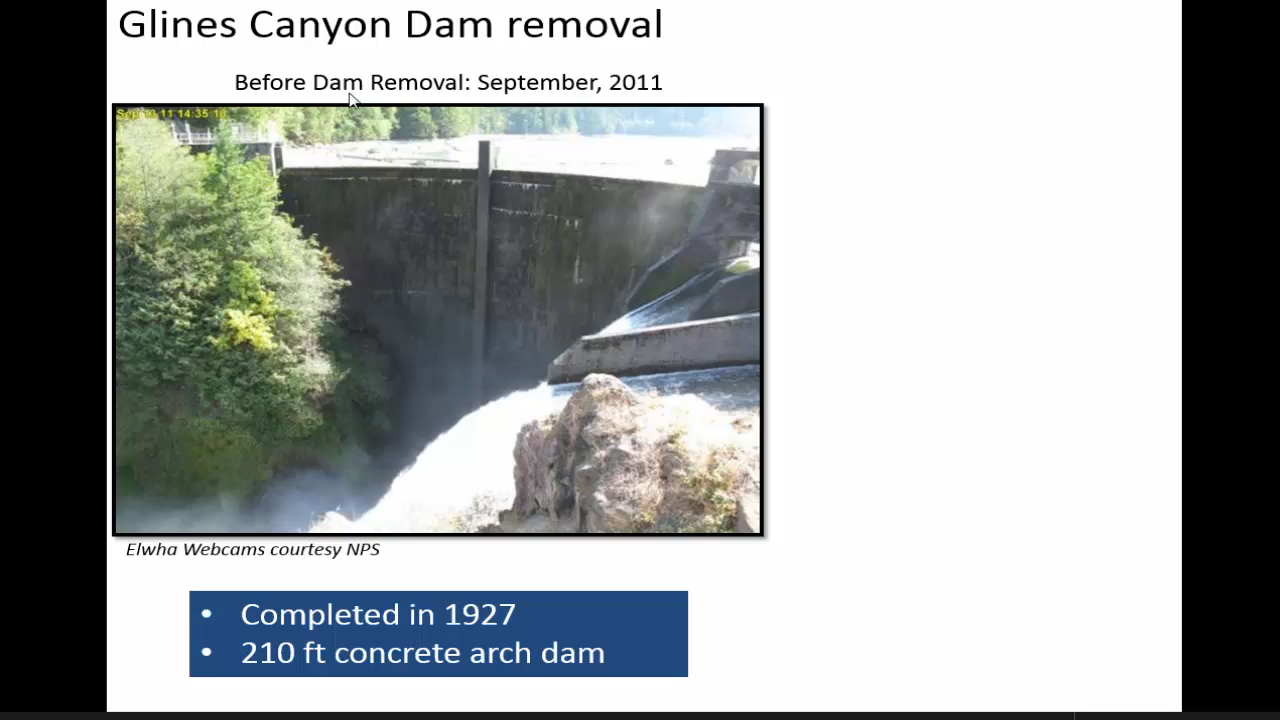 Glines Canyon Dam removal
Before Dam Removal: September, 2011
Elwha Webcams courtesy NPS
• Completed in 1927
• 210 ft concrete arch dam